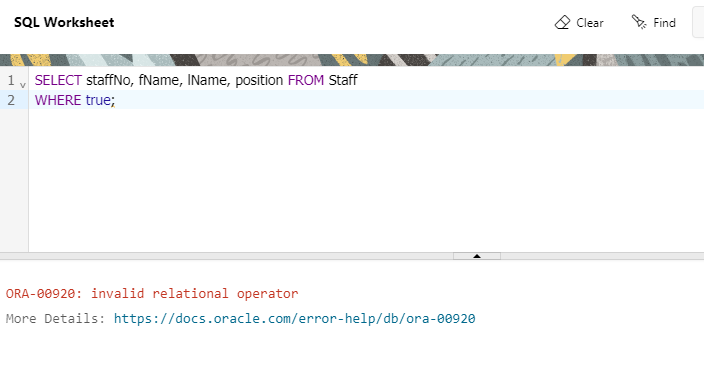 SQL Worksheet
Clear
Find
1 SELECT staffNo, fName, lName, position FROM Staff
2 WHERE true;
ORA-00920: invalid relational operator
More Details: https://docs.oracle.com/error-help/db/ora-00920